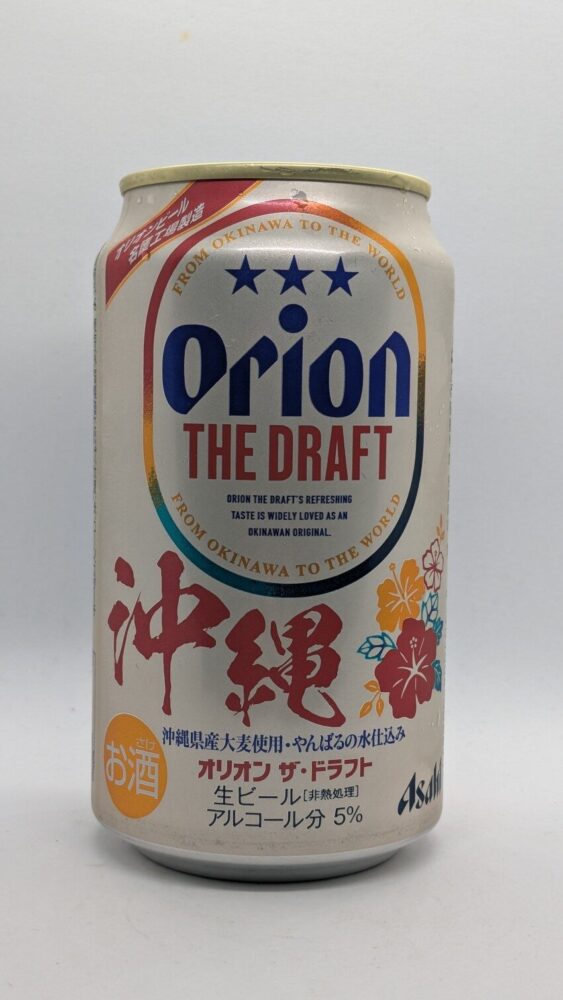 オリオンビール
名護工場製造
FROM OKINAWA TO THE WORLD
Orion
THE DRAFT
ORION THE DRAFT'S REFRESHING
TASTE IS WIDELY LOVED AS AN
OKINAWAN ORIGINAL.
FROM OKINAWA TO THE WORLD
沖縄
沖縄県産大麦使用・やんばるの水仕込み
さけ
お酒
オリオン ザ・ドラフト
生ビール[非熱処理]
アルコール分 5%
Asahi